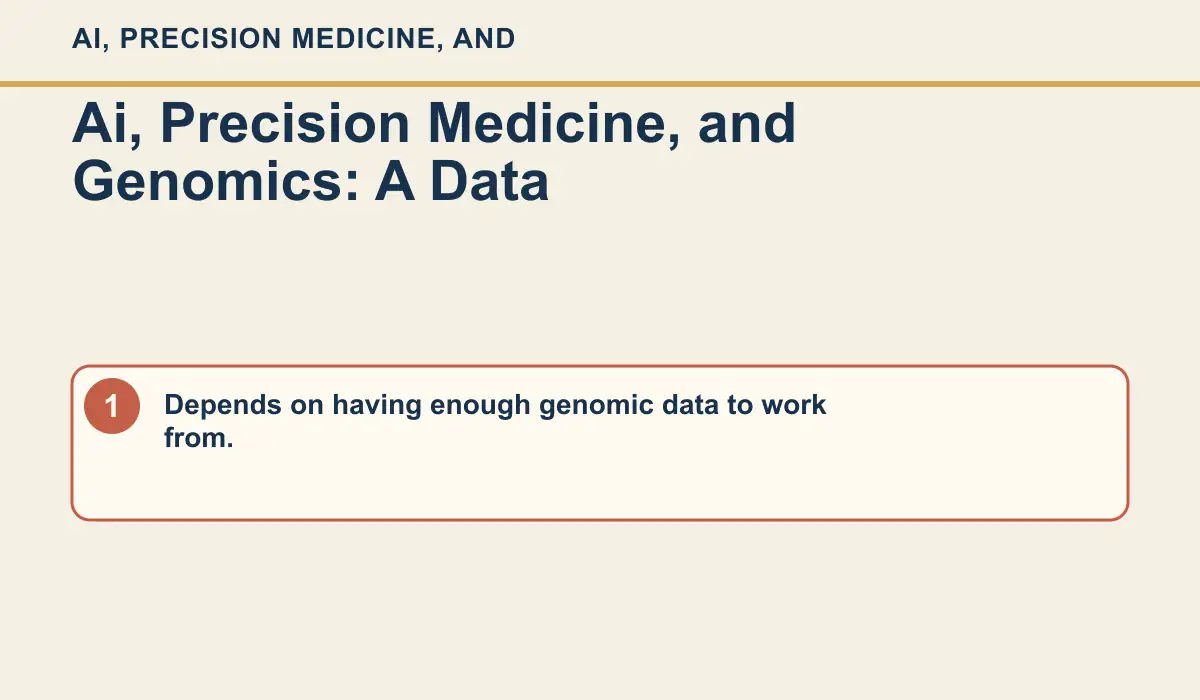 AI, PRECISION MEDICINE, AND
Ai, Precision Medicine, and
Genomics: A Data
1
Depends on having enough genomic data to work
from.